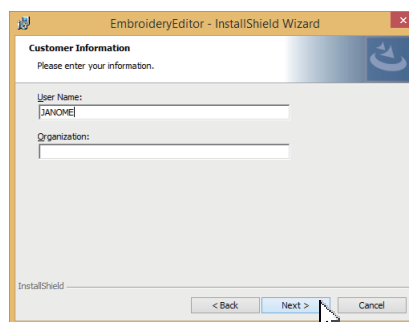 EmbroideryEditor - InstallShield Wizard
Customer Information
Please enter your information.
User Name:
JANOME
Organization:
InstallShield
< Back Next > Cancel